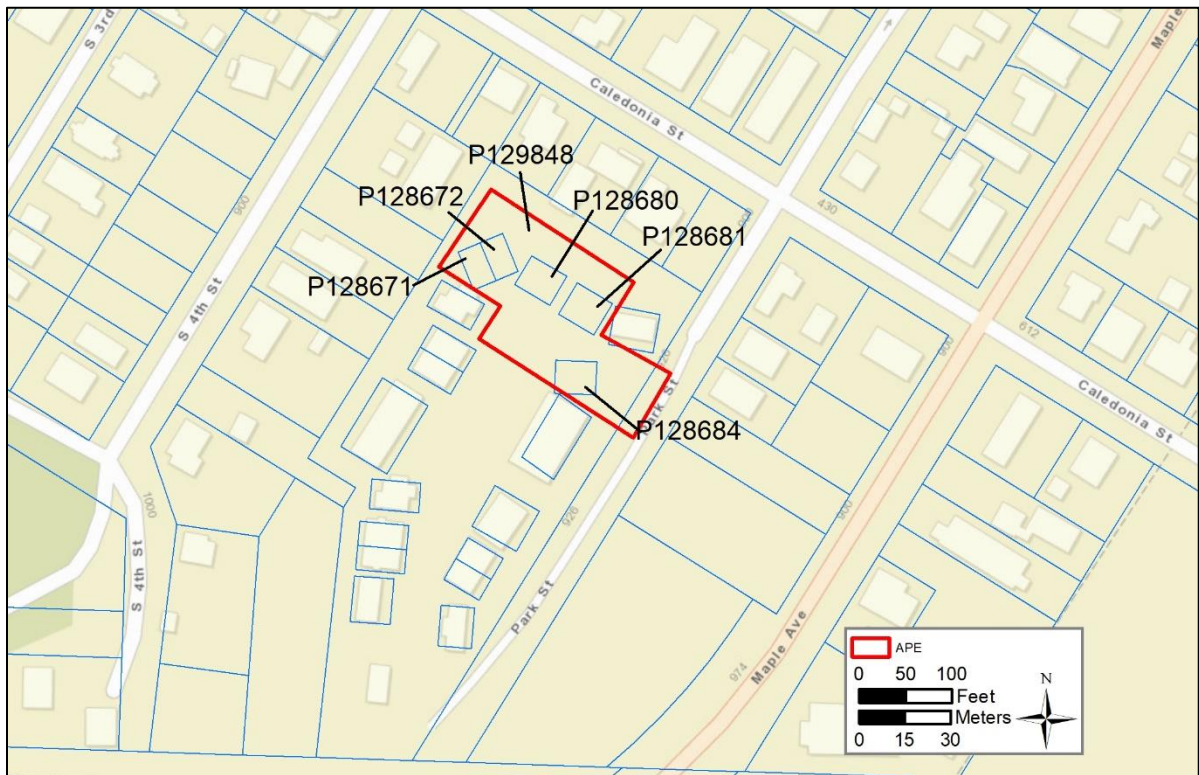 S 3rd
Maple
Caledonia St
P129848
P128672
P128680
900
P128681
900
430
P128671
S 4th St
612
926
900
Park St
Caledonia St
P128684
1000
926
900
S 4th St
Park St
Maple Ave
974
APE
0 50 100
Feet
Meters
0 15 30
N